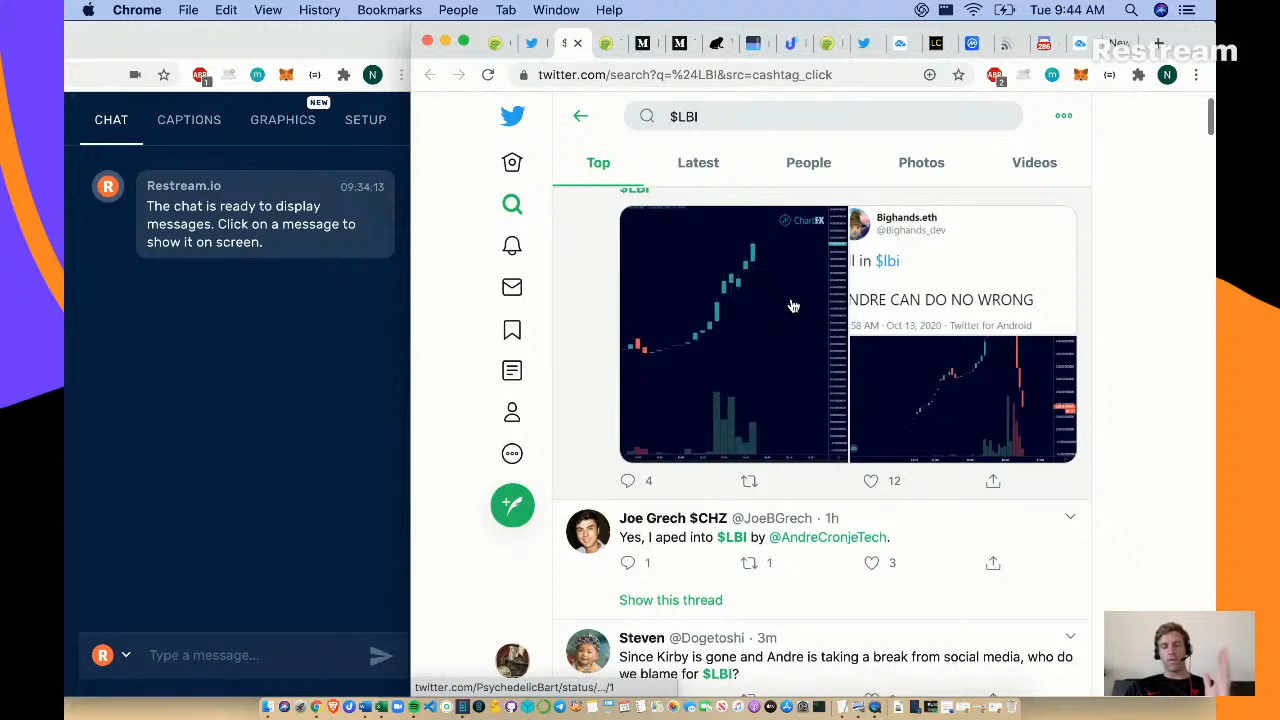 Chrome File Edit View History Bookmarks People Tab Window Help
Tue 9:44 AM
Restream
twitter.com/search?q=%24LBI&src=cashtag_click
CHAT CAPTIONS GRAPHICS SETUP
NEW
Restream.io 09:34:13
The chat is ready to display
messages. Click on a message to
show it on screen.
Type a message...
$LBI
Top Latest People Photos Videos
$LBI
ChartEX
Bighands.eth
@Bighands_dev
l in $lbi
NDRE CAN DO NO WRONG
:58 AM · Oct 13, 2020 · Twitter for Android
4 12
Joe Grech $CHZ @JoeBGrech · 1h
Yes, I aped into $LBI by @AndreCronjeTech.
1 1 3
Show this thread
Steven @Dogetoshi · 3m
Since Kirby is gone and Andre is taking a break from social media, who do
we blame for $LBI?
twitter.com/PsychedelicBart/status/.../1